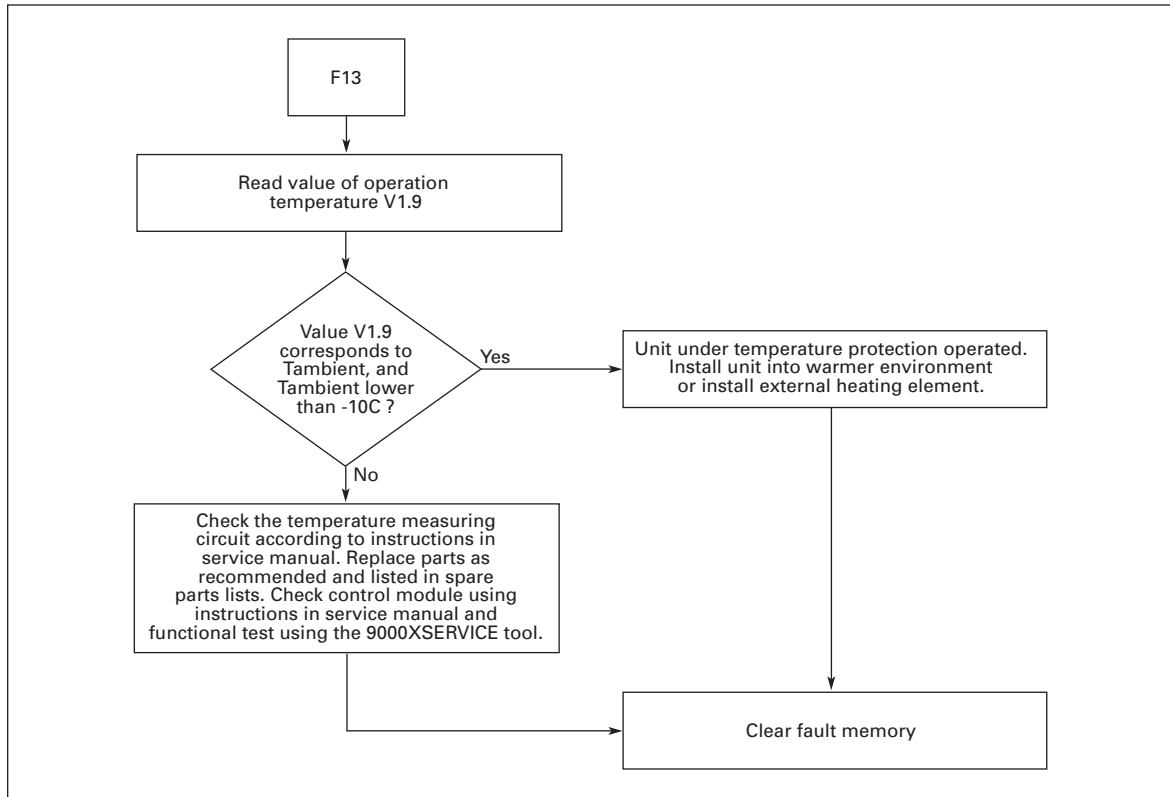 F13
Read value of operation
temperature V1.9
Value V1.9
corresponds to
Tambient, and
Tambient lower
than -10C ?
Yes
Unit under temperature protection operated.
Install unit into warmer environment
or install external heating element.
No
Check the temperature measuring
circuit according to instructions in
service manual. Replace parts as
recommended and listed in spare
parts lists. Check control module using
instructions in service manual and
functional test using the 9000XSERVICE tool.
Clear fault memory